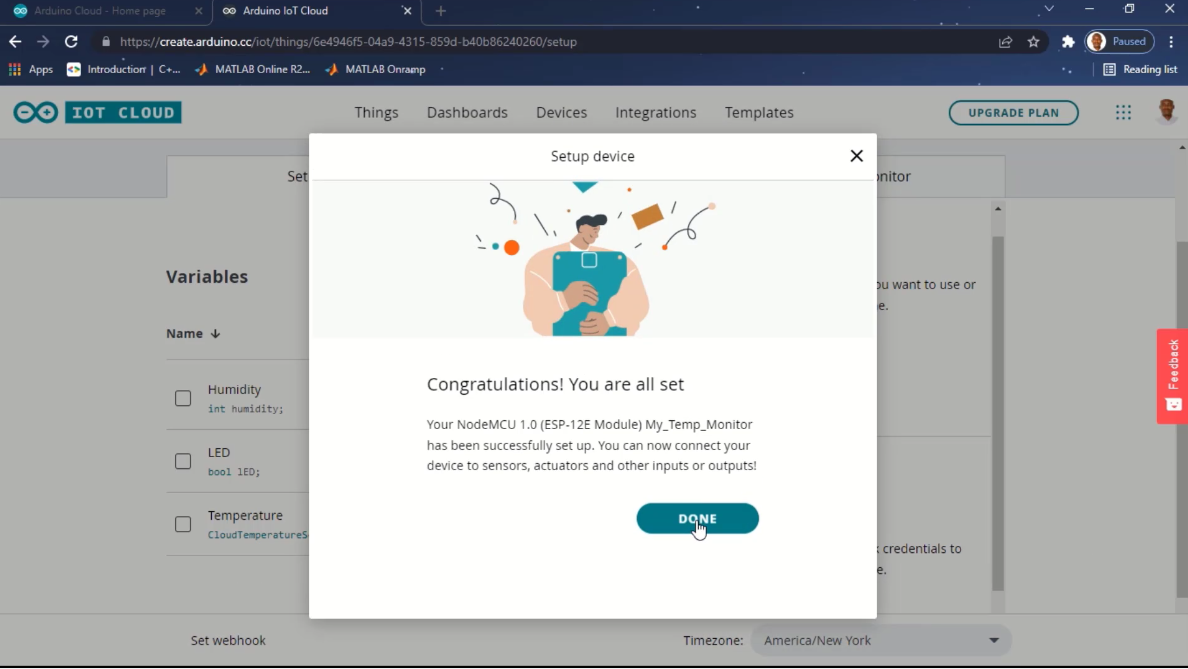 Arduino Cloud - Home page
Arduino IoT Cloud
https://create.arduino.cc/iot/things/6e4946f5-04a9-4315-859d-b40b86240260/setup
Paused
Apps
Introduction | C+...
MATLAB Online R2...
MATLAB Onramp
Reading list
IOT CLOUD
Things
Dashboards
Devices
Integrations
Templates
UPGRADE PLAN
Setup device
Set
onitor
Variables
ou want to use or
e.
Name
Humidity
int humidity;
LED
bool lED;
Temperature
CloudTemperatureS
Congratulations! You are all set
Your NodeMCU 1.0 (ESP-12E Module) My_Temp_Monitor
has been successfully set up. You can now connect your
device to sensors, actuators and other inputs or outputs!
DONE
k credentials to
e.
Feedback
Set webhook
Timezone:
America/New York